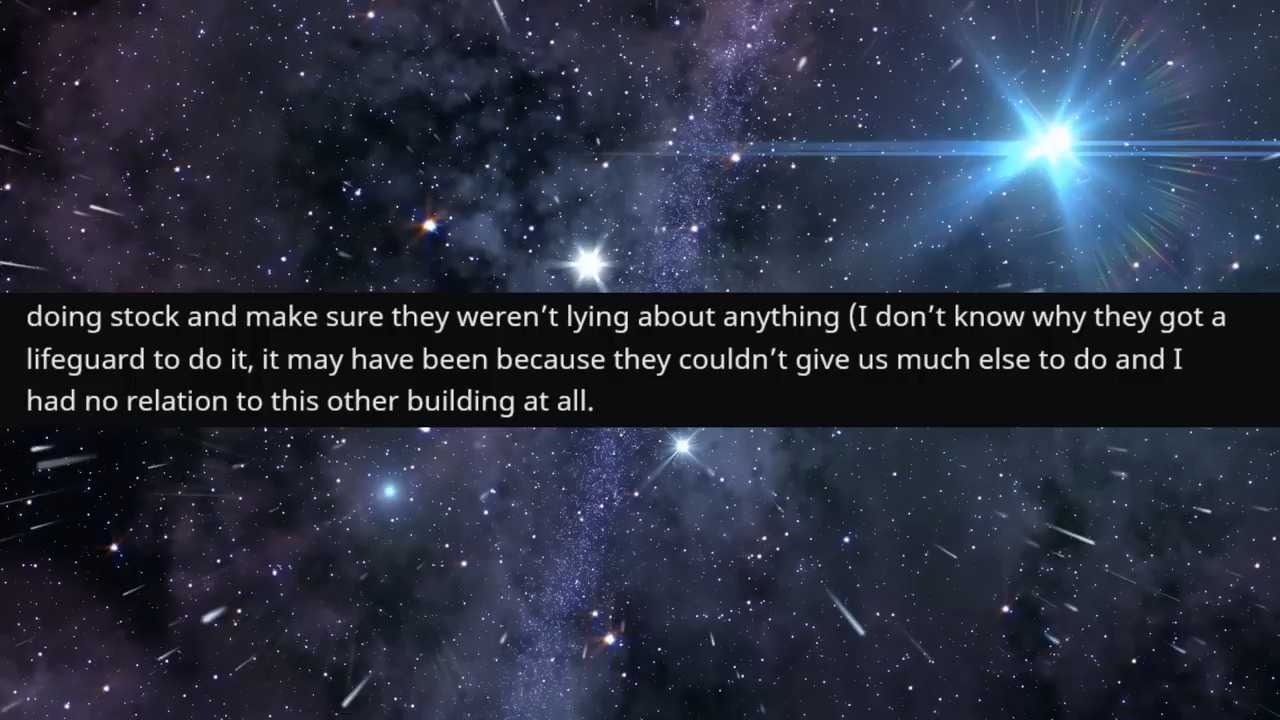 doing stock and make sure they weren’t lying about anything (I don’t know why they got a
lifeguard to do it, it may have been because they couldn’t give us much else to do and I
had no relation to this other building at all.